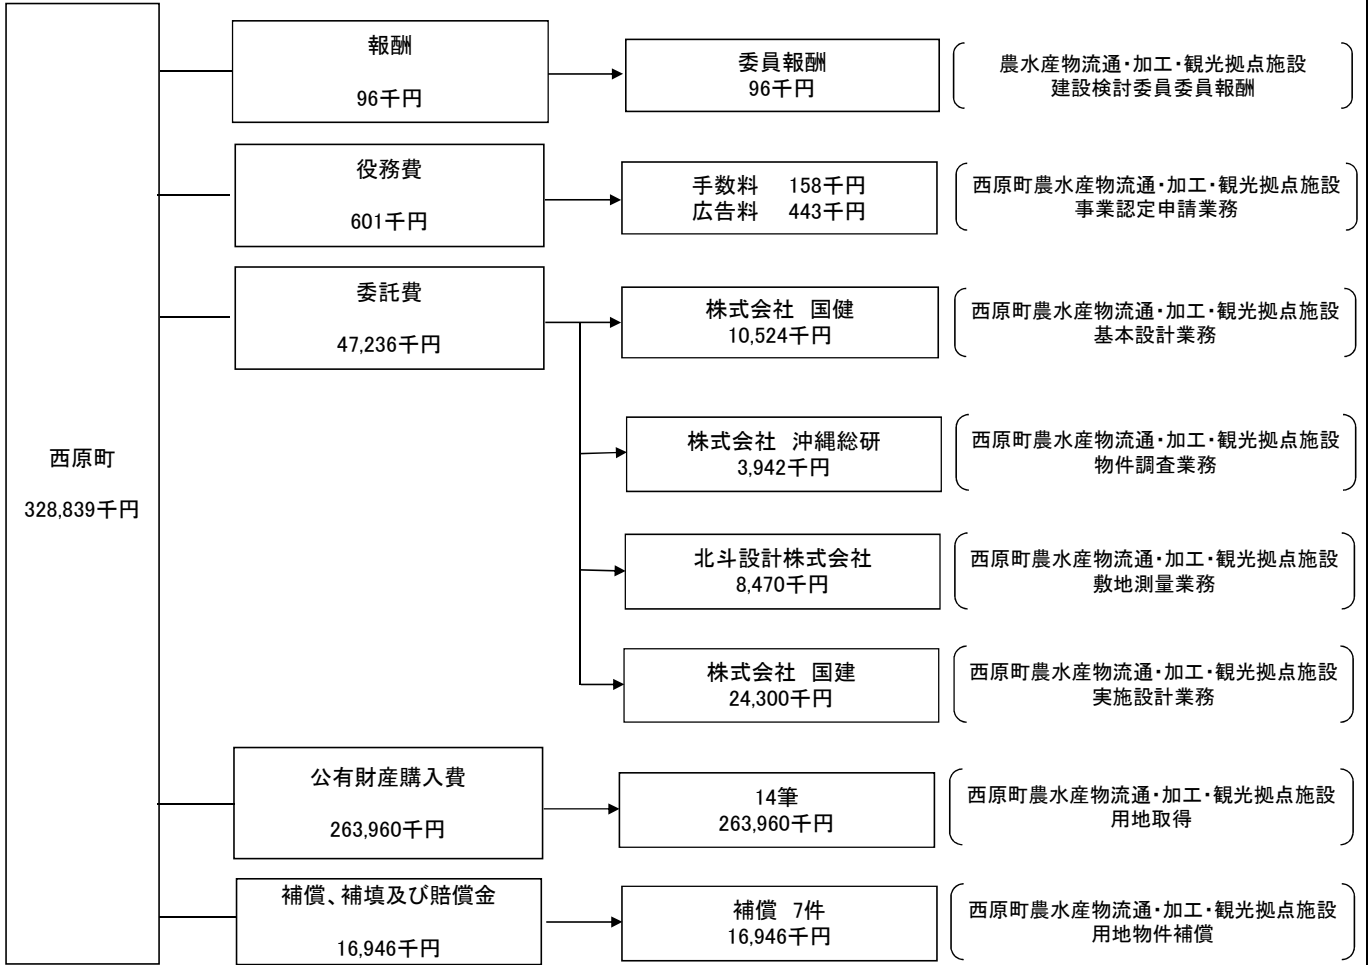 西原町
328,839千円
報酬
96千円
委員報酬
96千円
農水産物流通・加工・観光拠点施設
建設検討委員委員報酬
役務費
601千円
手数料　158千円
広告料　443千円
西原町農水産物流通・加工・観光拠点施設
事業認定申請業務
委託費
47,236千円
株式会社　国健
10,524千円
西原町農水産物流通・加工・観光拠点施設
基本設計業務
株式会社　沖縄総研
3,942千円
西原町農水産物流通・加工・観光拠点施設
物件調査業務
北斗設計株式会社
8,470千円
西原町農水産物流通・加工・観光拠点施設
敷地測量業務
株式会社　国建
24,300千円
西原町農水産物流通・加工・観光拠点施設
実施設計業務
公有財産購入費
263,960千円
14筆
263,960千円
西原町農水産物流通・加工・観光拠点施設
用地取得
補償、補填及び賠償金
16,946千円
補償　7件
16,946千円
西原町農水産物流通・加工・観光拠点施設
用地物件補償